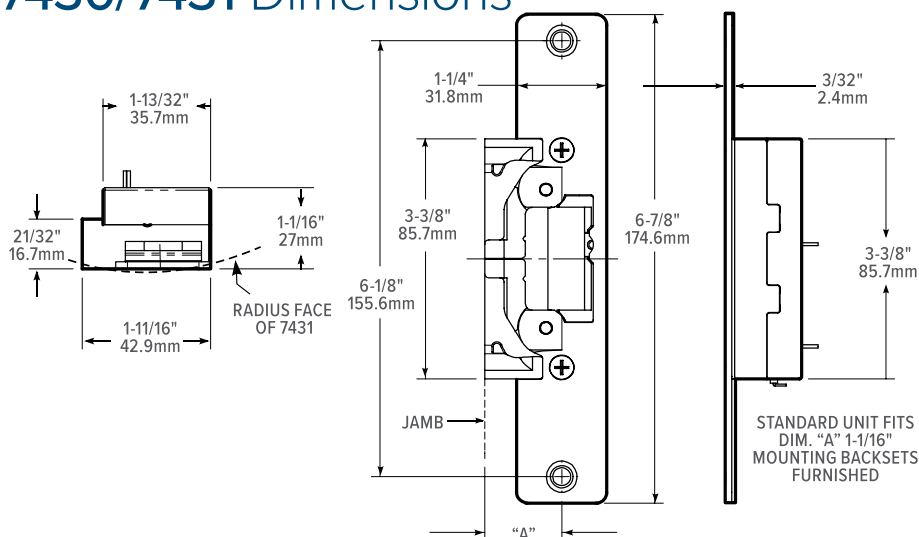 7430/7431 Dimensions
1-13/32"
35.7mm
21/32"
16.7mm
1-1/16"
27mm
RADIUS FACE
OF 7431
1-11/16"
42.9mm
1-1/4"
31.8mm
3-3/8"
85.7mm
6-1/8"
155.6mm
6-7/8"
174.6mm
JAMB
"A"
3/32"
2.4mm
3-3/8"
85.7mm
STANDARD UNIT FITS
DIM. “A” 1-1/16"
MOUNTING BACKSETS
FURNISHED